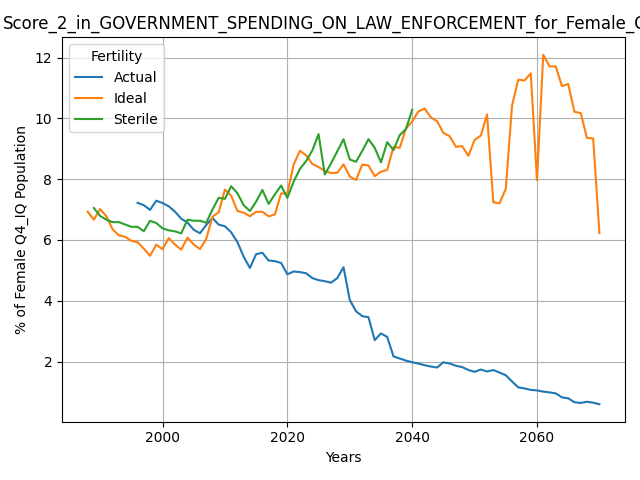 Score_2_in_GOVERNMENT_SPENDING_ON_LAW_ENFORCEMENT_for_Female_
Fertility
Actual
Ideal
Sterile
% of Female Q4_IQ Population
12
10
8
6
4
2
2000
2020
2040
2060
Years